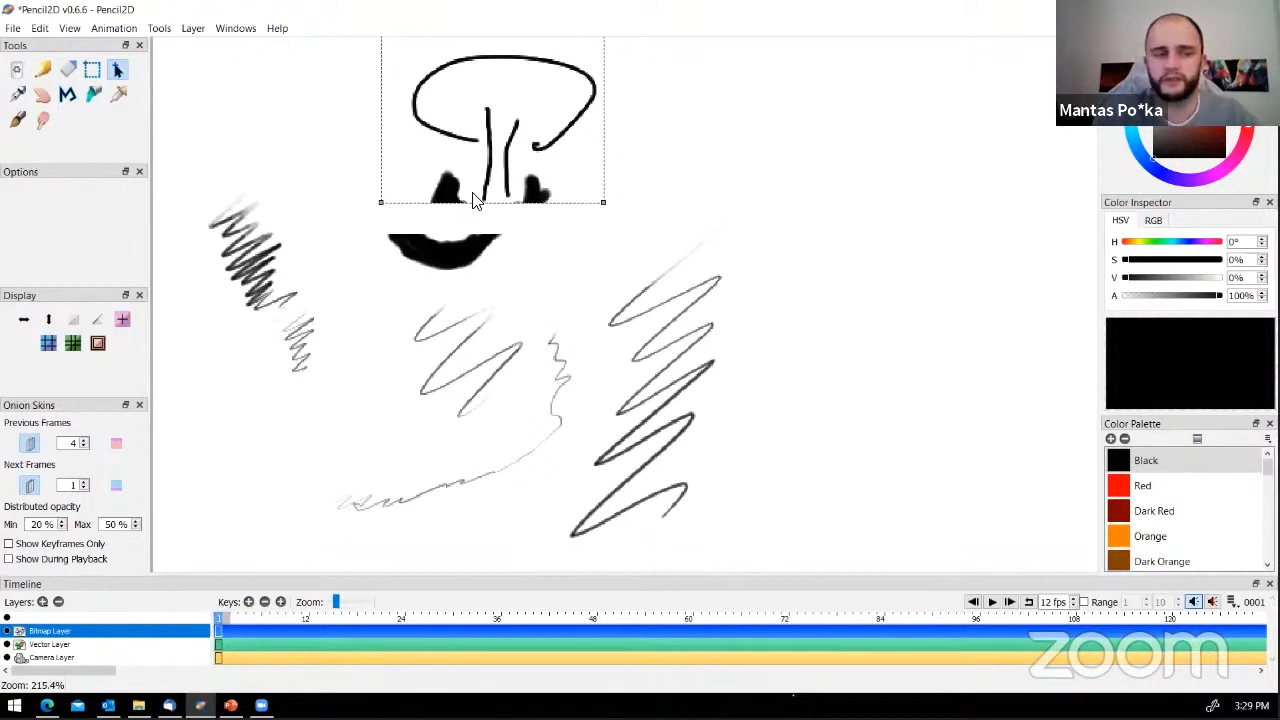 *Pencil2D v0.6.6 - Pencil2D
File Edit View Animation Tools Layer Windows Help
Tools
Mantas Po*ka
Options
Color Inspector
HSV RGB
H 0°
S 0%
V 0%
A 100%
Display
Onion Skins
Previous Frames
4
Next Frames
1
Distributed opacity
Min 20 % Max 50 %
Show Keyframes Only
Show During Playback
Color Palette
Black
Red
Dark Red
Orange
Dark Orange
Timeline
Layers: Keys: Zoom: 12 fps Range 1 10 0001
1 12 24 36 48 60 72 84 96 108 120
Bitmap Layer
Vector Layer
Camera Layer
zoom
Zoom: 215.4%
3:29 PM